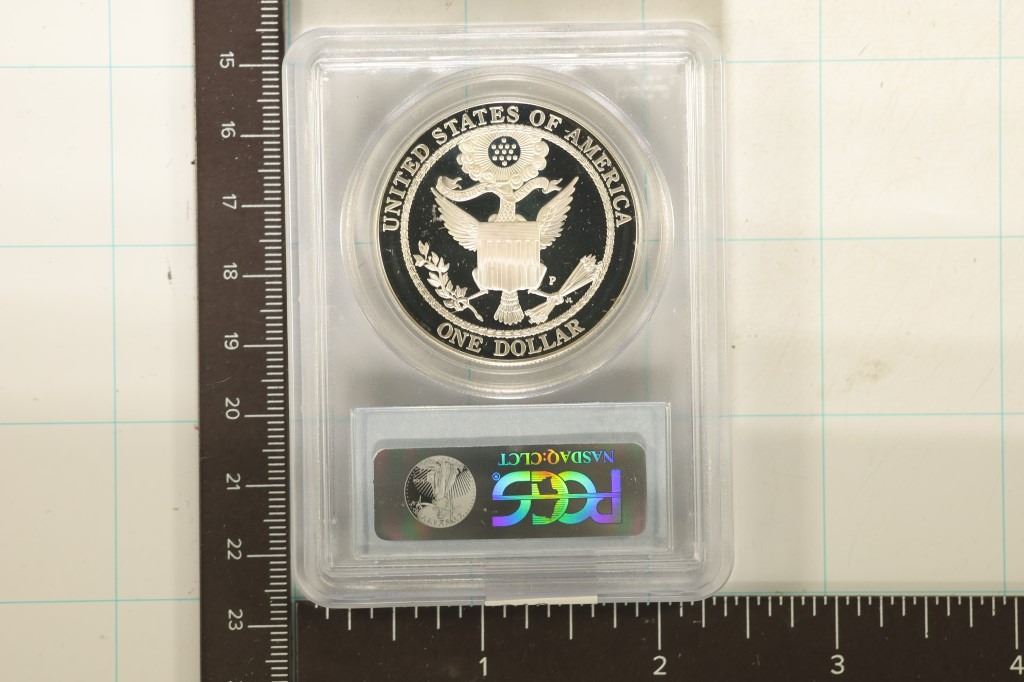 UNITED STATES OF AMERICA
P
ONE DOLLAR
NASDAQ:CLCT
PCGS®
15
16
17
18
19
20
21
22
23
1 2 3 4